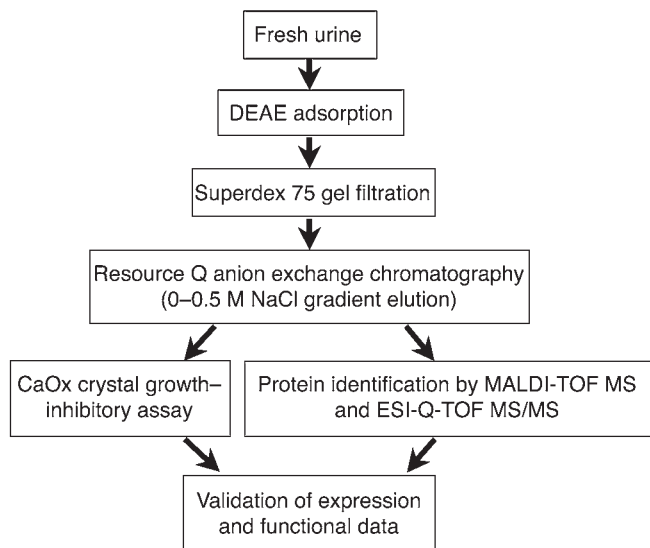 Fresh urine
DEAE adsorption
Superdex 75 gel filtration
Resource Q anion exchange chromatography
(0–0.5 M NaCl gradient elution)
CaOx crystal growth–
inhibitory assay
Protein identification by MALDI-TOF MS
and ESI-Q-TOF MS/MS
Validation of expression
and functional data